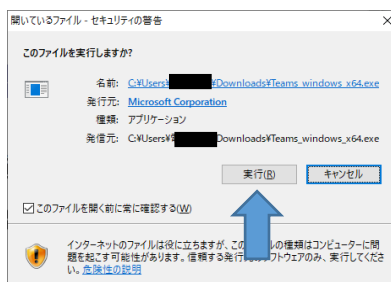 開いているファイル - セキュリティの警告
このファイルを実行しますか?
名前: C:¥Users¥ ¥Downloads¥Teams_windows_x64.exe
発行元: Microsoft Corporation
種類: アプリケーション
発信元: C:¥Users¥ Downloads¥Teams_windows_x64.exe
実行(R) キャンセル
このファイルを開く前に常に確認する(W)
インターネットのファイルは役に立ちますが、この ルの種類はコンピューターに問
題を起こす可能性があります。信頼する発行 フトウェアのみ、実行してくださ
い。危険性の説明